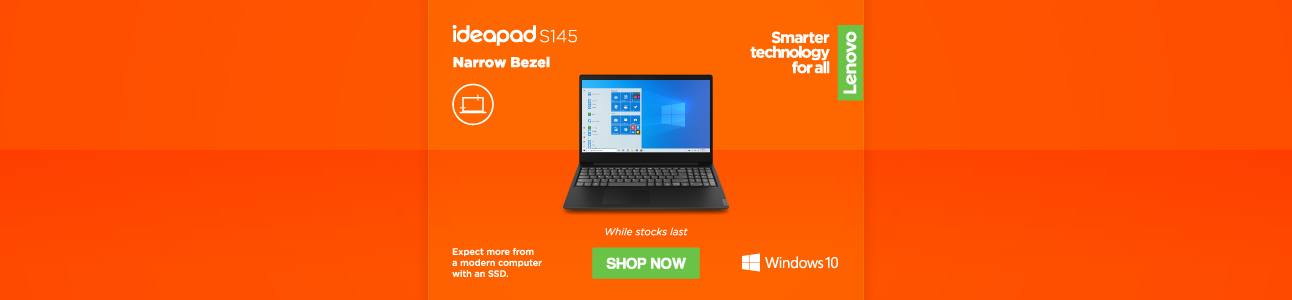 ideapad S145
Narrow Bezel
Smarter
technology
for all
Lenovo
While stocks last
Expect more from
a modern computer
with an SSD.
SHOP NOW
Windows 10